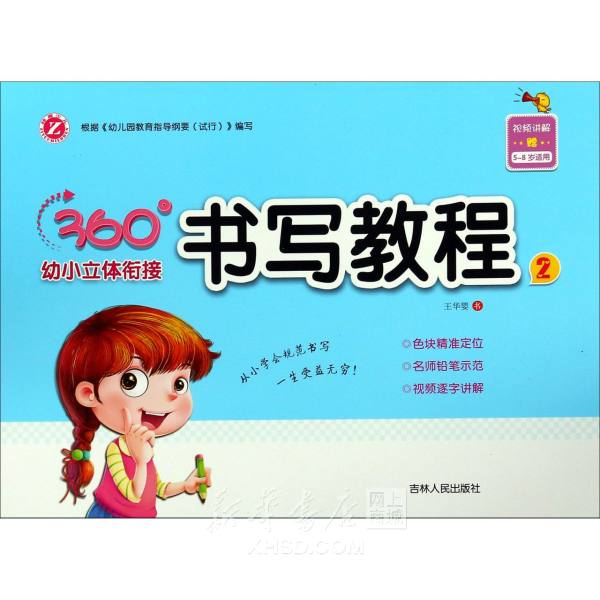 根据《幼儿园教育指导纲要（试行）》编写
视频讲解
赠
5-8岁适用
360°
幼小立体衔接
书写教程
2
王华婴 书
从小学会规范书写
一生受益无穷！
◎色块精准定位
◎名师铅笔示范
◎视频逐字讲解
吉林人民出版社
新华书店
网上商城
XHSD.COM